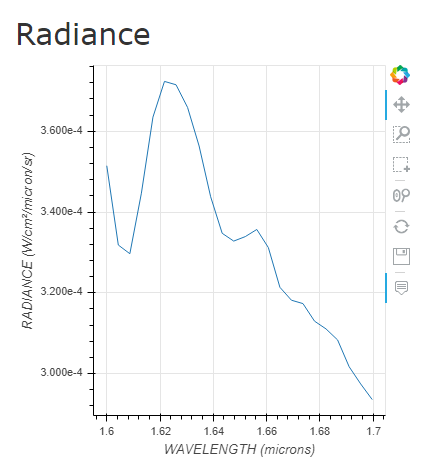 Radiance
3.600e-4
3.400e-4
3.200e-4
3.000e-4
RADIANCE (W/cm²/micron/sr)
1.6 1.62 1.64 1.66 1.68 1.7
WAVELENGTH (microns)